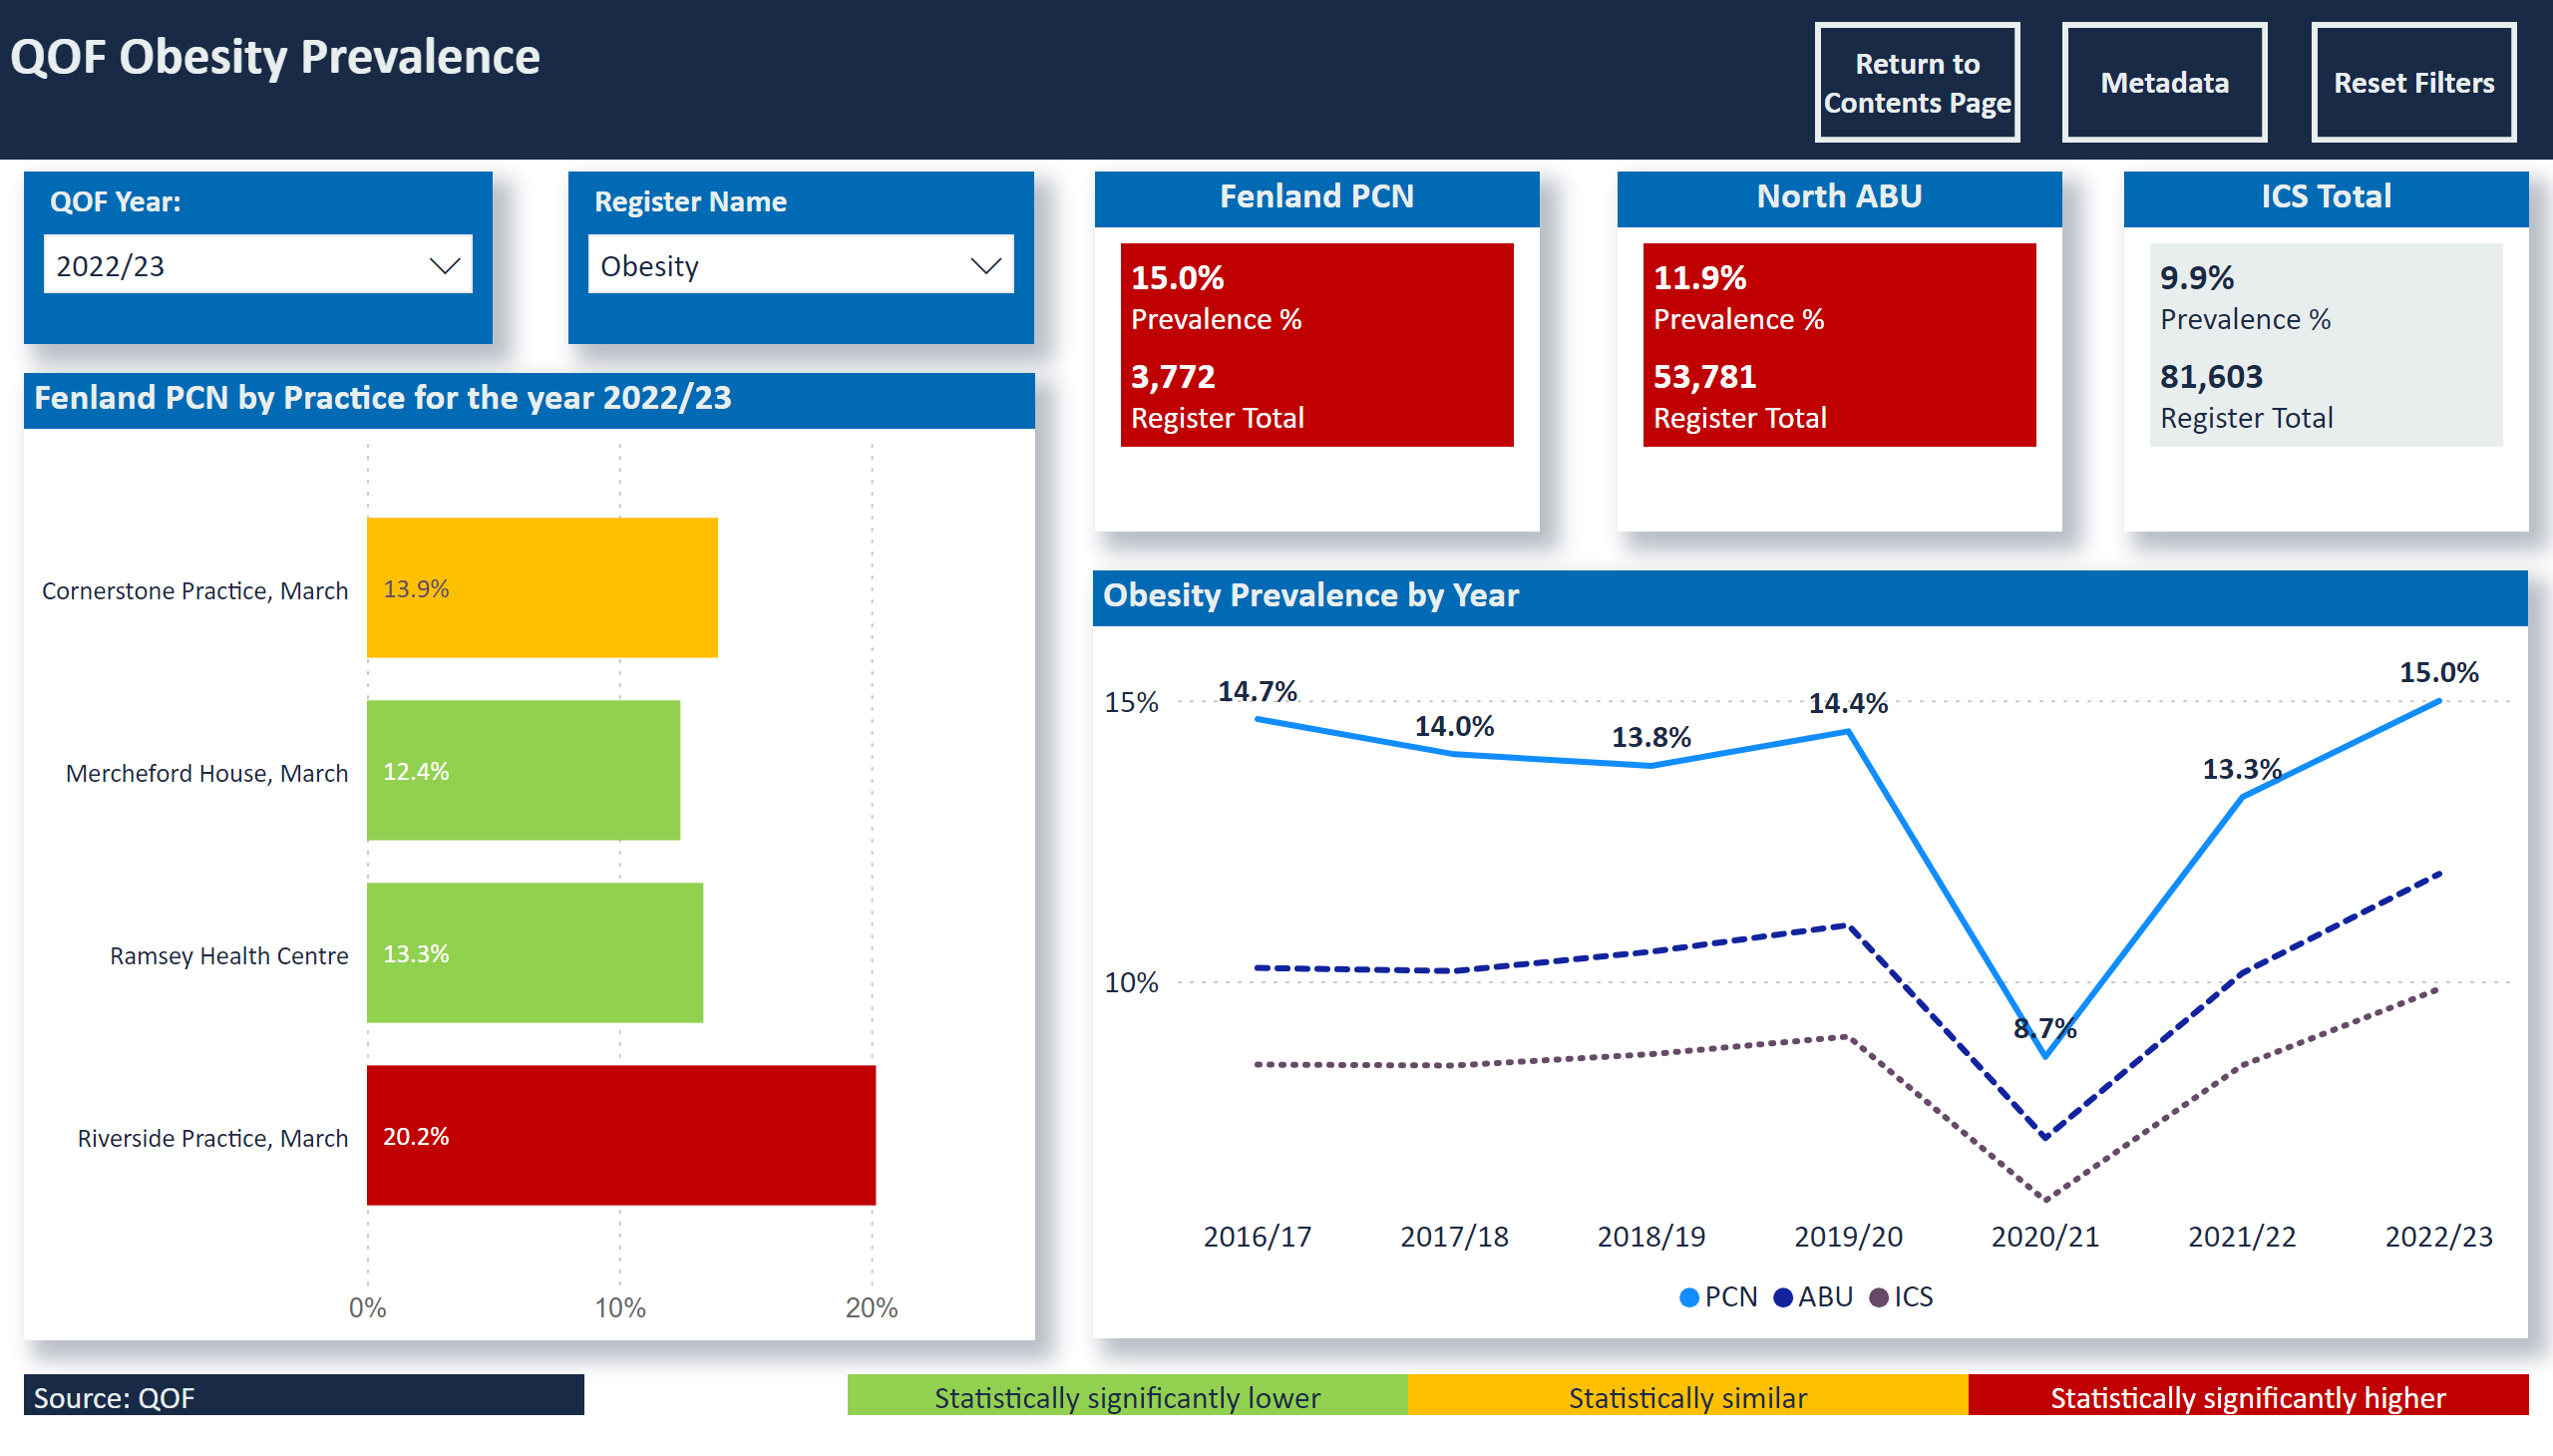 QOF Obesity Prevalence
Return to
Contents Page
Metadata
Reset Filters
QOF Year:
2022/23
Register Name
Obesity
Fenland PCN
15.0%
Prevalence %
3,772
Register Total
North ABU
11.9%
Prevalence %
53,781
Register Total
ICS Total
9.9%
Prevalence %
81,603
Register Total
Fenland PCN by Practice for the year 2022/23
Cornerstone Practice, March
13.9%
Mercheford House, March
12.4%
Ramsey Health Centre
13.3%
Riverside Practice, March
20.2%
0%
10%
20%
Obesity Prevalence by Year
15%
10%
14.7%
14.0%
13.8%
14.4%
8.7%
13.3%
15.0%
2016/17
2017/18
2018/19
2019/20
2020/21
2021/22
2022/23
PCN
ABU
ICS
Source: QOF
Statistically significantly lower
Statistically similar
Statistically significantly higher